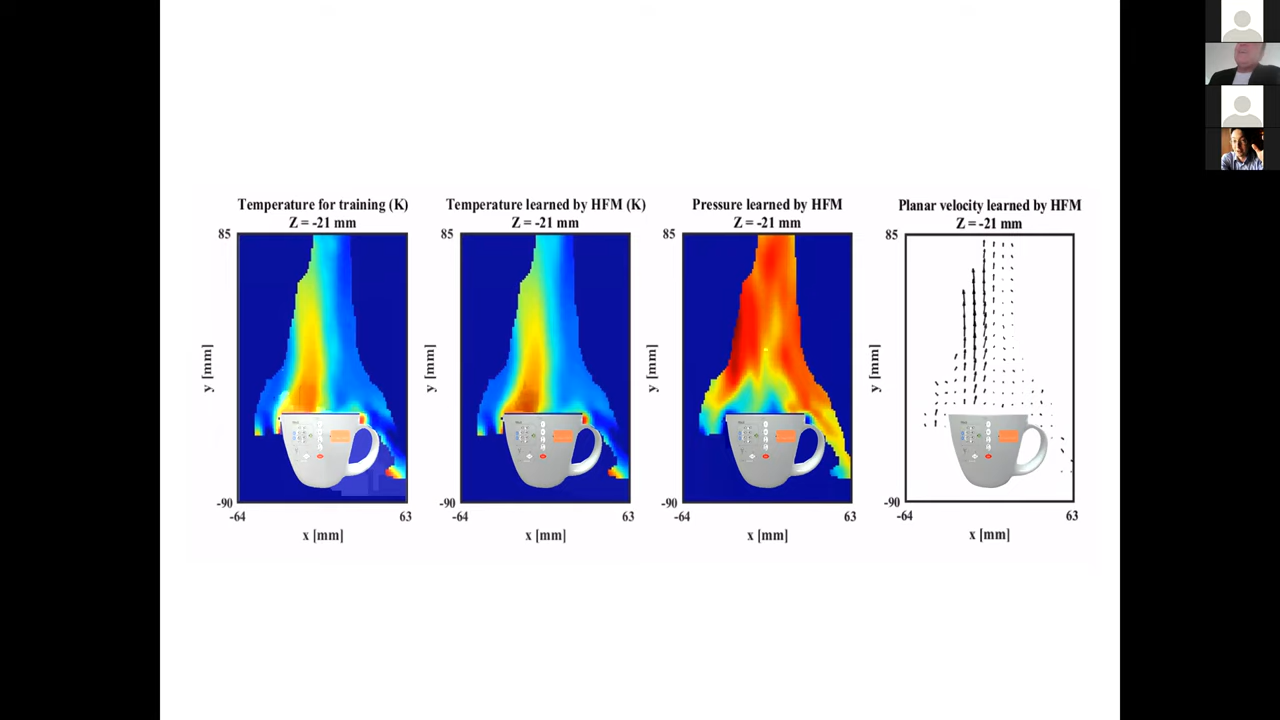 Temperature for training (K)
Z = -21 mm
85
y [mm]
-90
-64
63
x [mm]
Temperature learned by HFM (K)
Z = -21 mm
85
y [mm]
-90
-64
63
x [mm]
Pressure learned by HFM
Z = -21 mm
85
y [mm]
-90
-64
63
x [mm]
Planar velocity learned by HFM
Z = -21 mm
85
y [mm]
-90
-64
63
x [mm]